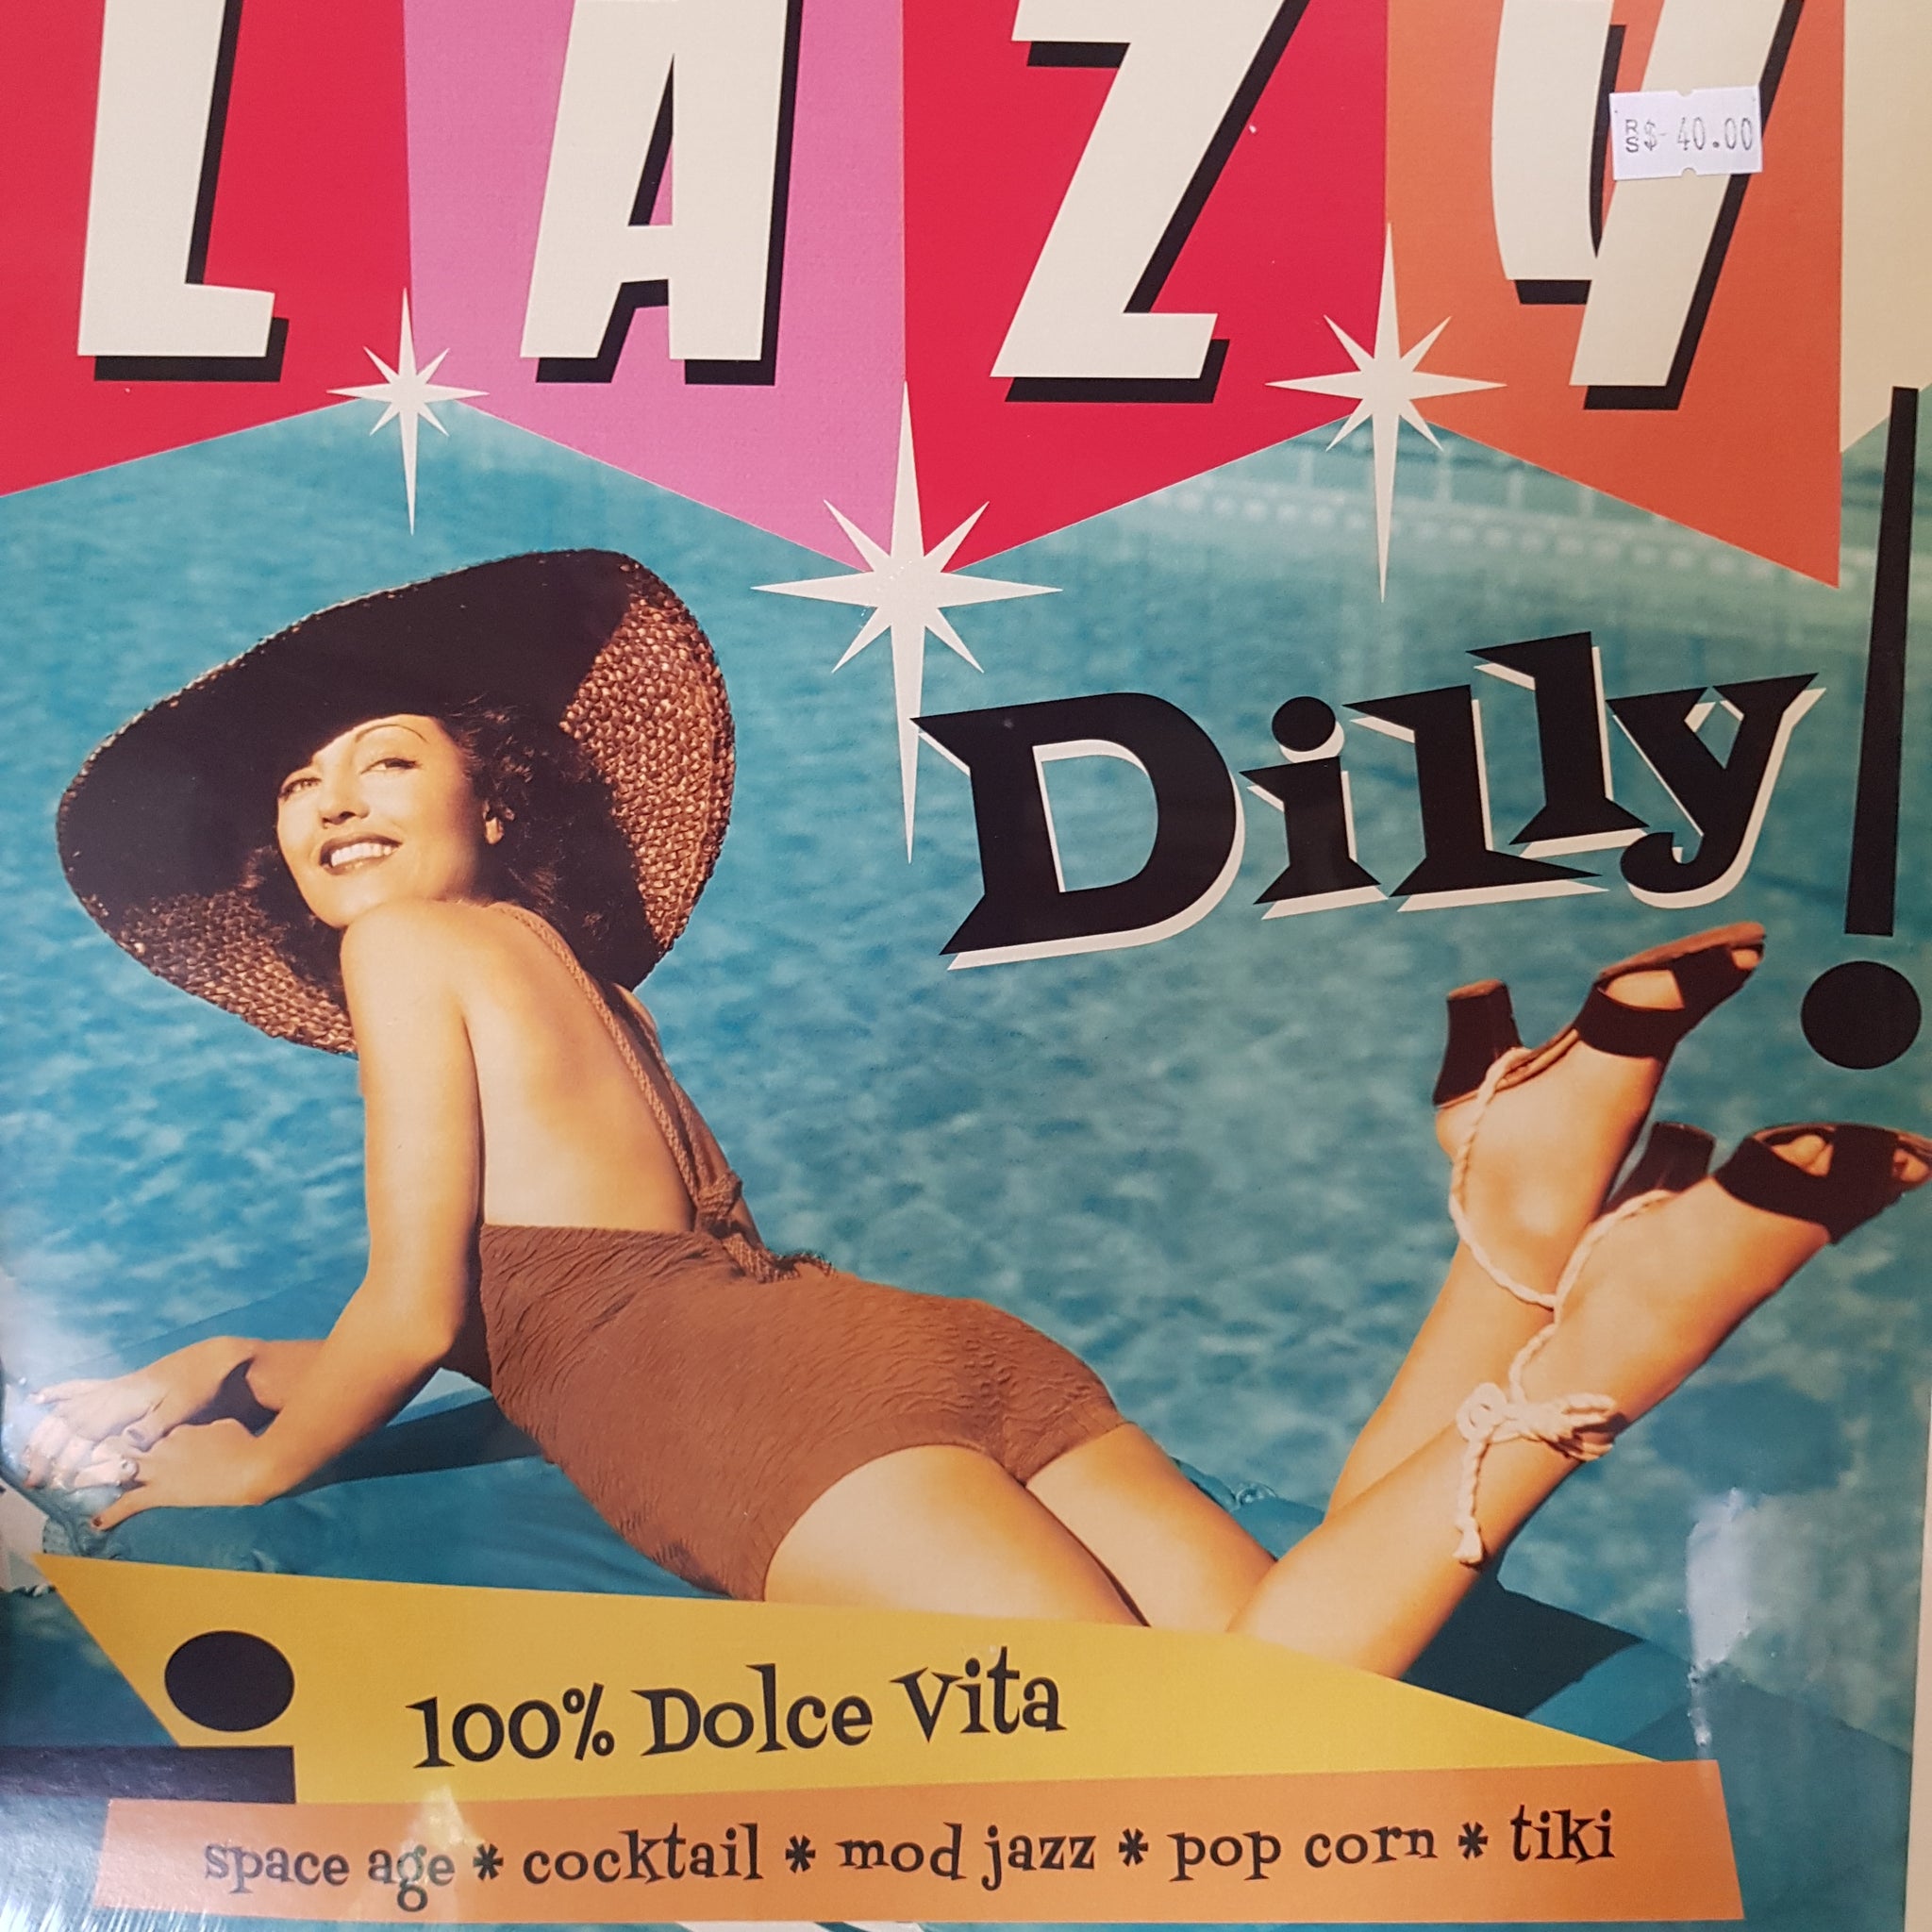 LAZY
R
S $ 40.00
Dilly!
¡ 100% Dolce Vita
space age * cocktail * mod jazz * pop corn * tiki